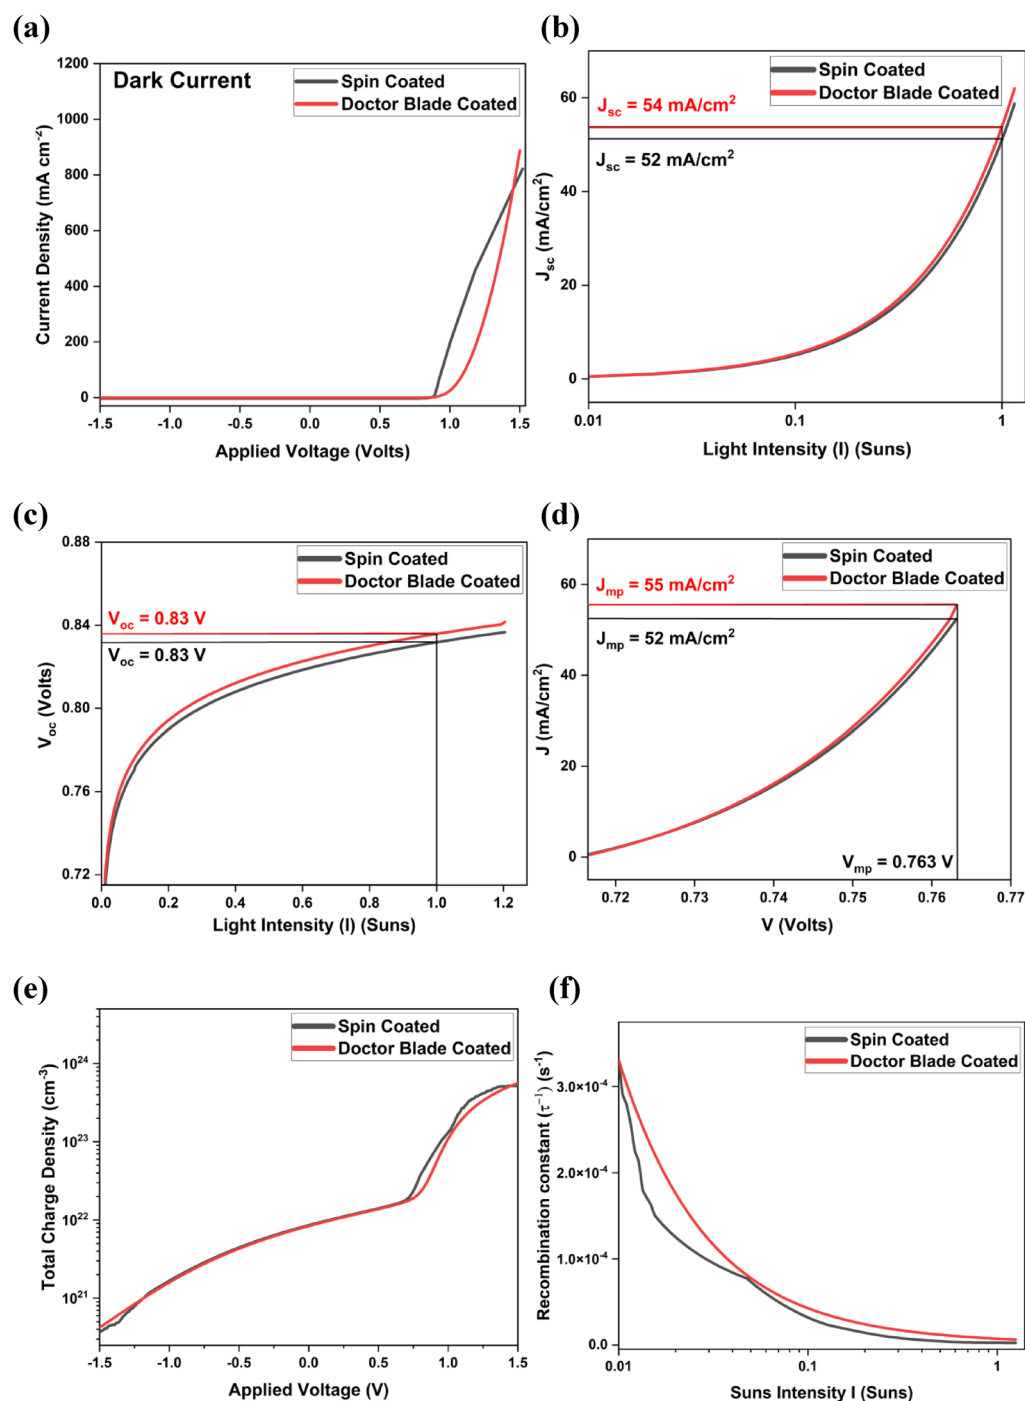 (a)
Dark Current
Spin Coated
Doctor Blade Coated
Current Density (mA cm⁻²)
1200
1000
800
600
400
200
0
-1.5 -1.0 -0.5 0.0 0.5 1.0 1.5
Applied Voltage (Volts)
(b)
Spin Coated
Doctor Blade Coated
J_sc = 54 mA/cm²
J_sc = 52 mA/cm²
J_sc (mA/cm²)
60
40
20
0
0.01 0.1 1
Light Intensity (I) (Suns)
(c)
Spin Coated
Doctor Blade Coated
V_oc = 0.83 V
V_oc = 0.83 V
V_oc (Volts)
0.88
0.84
0.80
0.76
0.72
0.0 0.2 0.4 0.6 0.8 1.0 1.2
Light Intensity (I) (Suns)
(d)
Spin Coated
Doctor Blade Coated
J_mp = 55 mA/cm²
J_mp = 52 mA/cm²
V_mp = 0.763 V
J (mA/cm²)
60
40
20
0
0.72 0.73 0.74 0.75 0.76 0.77
V (Volts)
(e)
Spin Coated
Doctor Blade Coated
Total Charge Density (cm⁻³)
10²⁴
10²³
10²²
10²¹
-1.5 -1.0 -0.5 0.0 0.5 1.0 1.5
Applied Voltage (V)
(f)
Spin Coated
Doctor Blade Coated
Recombination constant (τ⁻¹) (s⁻¹)
3.0×10⁻⁴
2.0×10⁻⁴
1.0×10⁻⁴
0.0
0.01 0.1 1
Suns Intensity I (Suns)